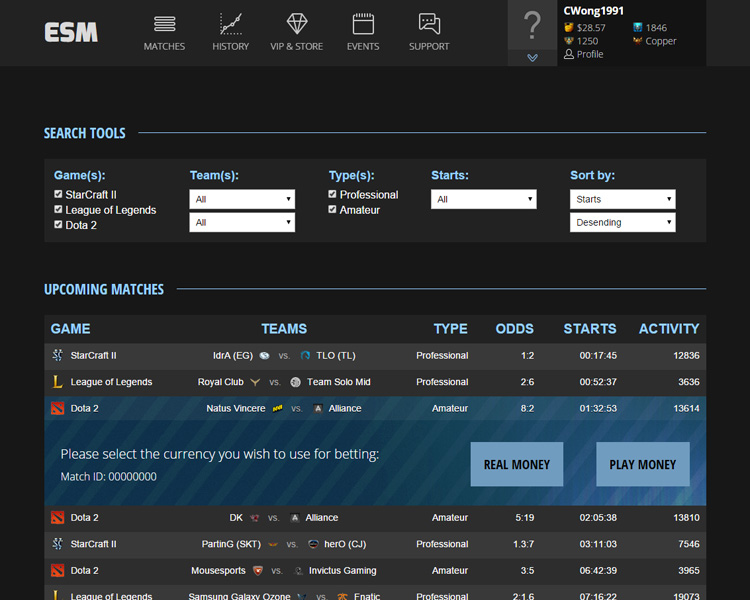 ESM
MATCHES HISTORY VIP & STORE EVENTS SUPPORT
?
CWong1991
$28.57 1846
1250 Copper
Profile
SEARCH TOOLS
Game(s): Team(s): Type(s): Starts: Sort by:
StarCraft II All Professional All Starts
League of Legends Amateur
Dota 2 All Desending
UPCOMING MATCHES
GAME TEAMS TYPE ODDS STARTS ACTIVITY
StarCraft II IdrA (EG) vs. TLO (TL) Professional 1:2 00:17:45 12836
League of Legends Royal Club vs. Team Solo Mid Professional 2:6 00:52:37 3636
Dota 2 Natus Vincere vs. Alliance Amateur 8:2 01:32:53 13614
Please select the currency you wish to use for betting:
Match ID: 00000000
REAL MONEY PLAY MONEY
Dota 2 DK vs. Alliance Amateur 5:19 02:05:38 13810
StarCraft II PartinG (SKT) vs. herO (CJ) Professional 1.3:7 03:11:03 7546
Dota 2 Mousesports vs. Invictus Gaming Amateur 3:5 06:42:39 3965
League of Legends Samsung Galaxy Ozone vs. Fnatic Professional 2:1.6 07:16:22 19073